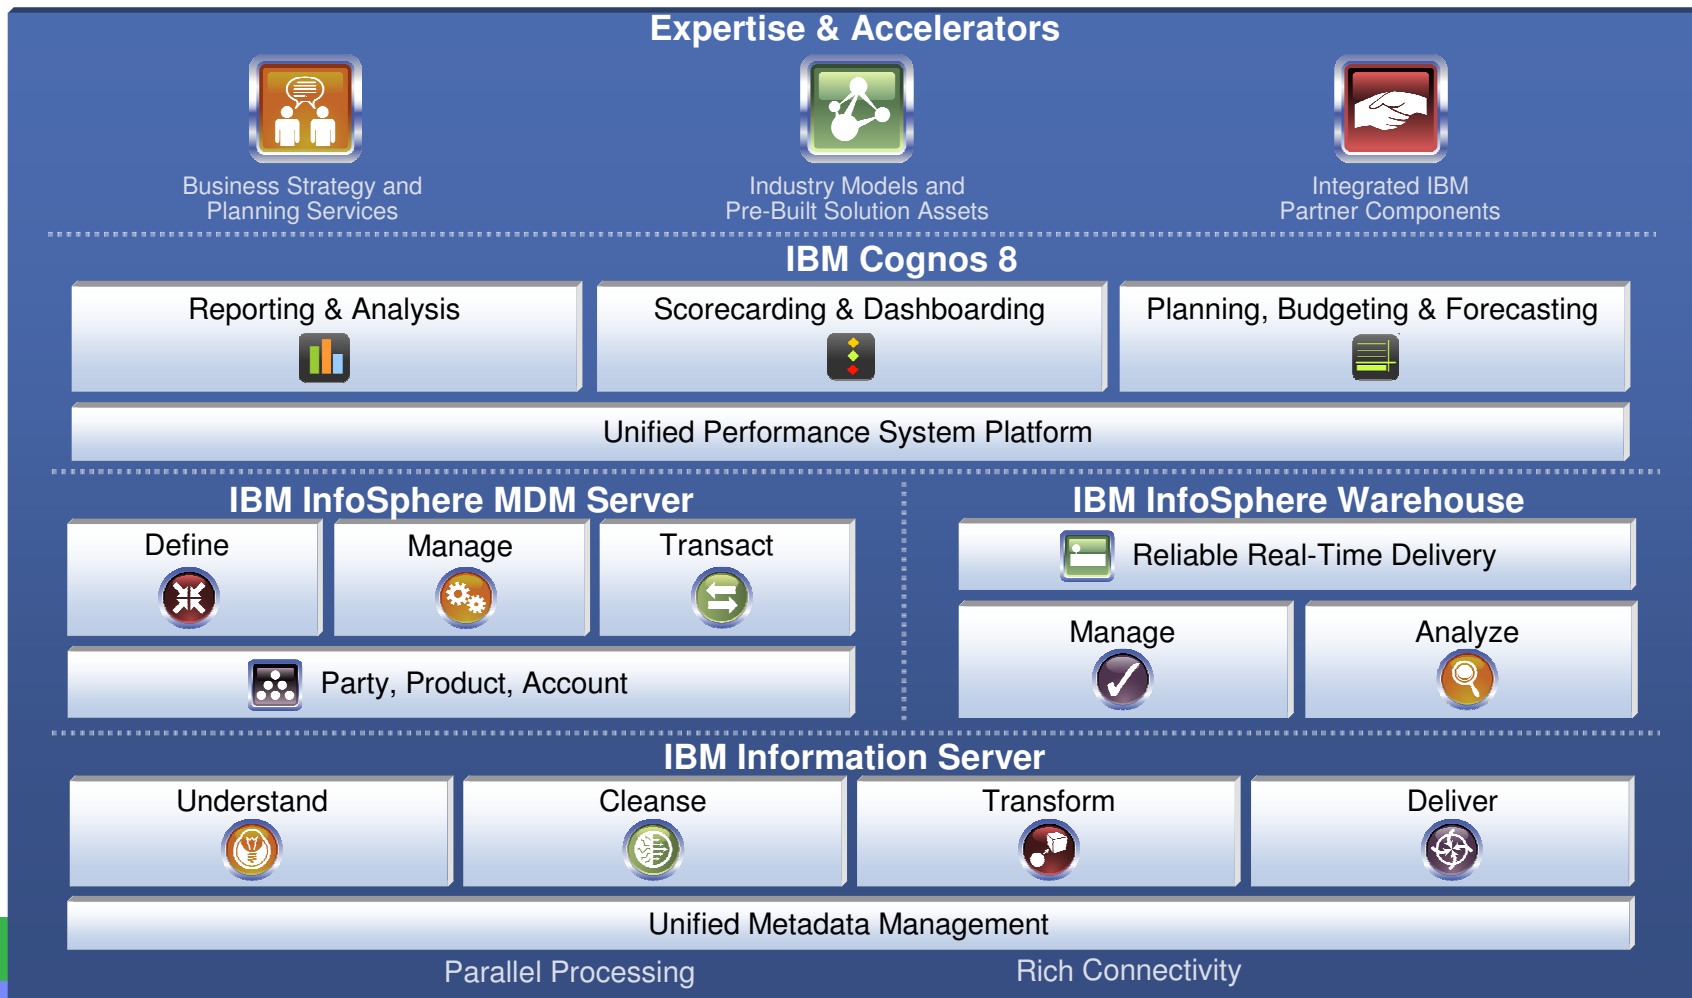 Expertise & Accelerators
Business Strategy and
Planning Services
Industry Models and
Pre-Built Solution Assets
Integrated IBM
Partner Components
IBM Cognos 8
Reporting & Analysis
Scorecarding & Dashboarding
Planning, Budgeting & Forecasting
Unified Performance System Platform
IBM InfoSphere MDM Server
Define
Manage
Transact
Party, Product, Account
IBM InfoSphere Warehouse
Reliable Real-Time Delivery
Manage
Analyze
IBM Information Server
Understand
Cleanse
Transform
Deliver
Unified Metadata Management
Parallel Processing
Rich Connectivity